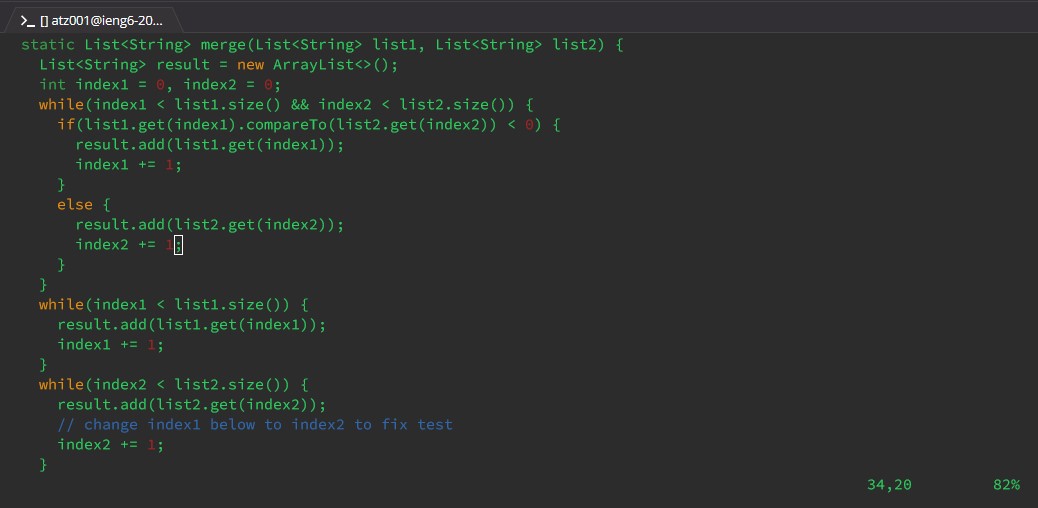 >_ [] atz001@ieng6-20...
static List<String> merge(List<String> list1, List<String> list2) {
  List<String> result = new ArrayList<>();
  int index1 = 0, index2 = 0;
  while(index1 < list1.size() && index2 < list2.size()) {
    if(list1.get(index1).compareTo(list2.get(index2)) < 0) {
      result.add(list1.get(index1));
      index1 += 1;
    }
    else {
      result.add(list2.get(index2));
      index2 += 1;
    }
  }
  while(index1 < list1.size()) {
    result.add(list1.get(index1));
    index1 += 1;
  }
  while(index2 < list2.size()) {
    result.add(list2.get(index2));
    // change index1 below to index2 to fix test
    index2 += 1;
  }
34,20 82%